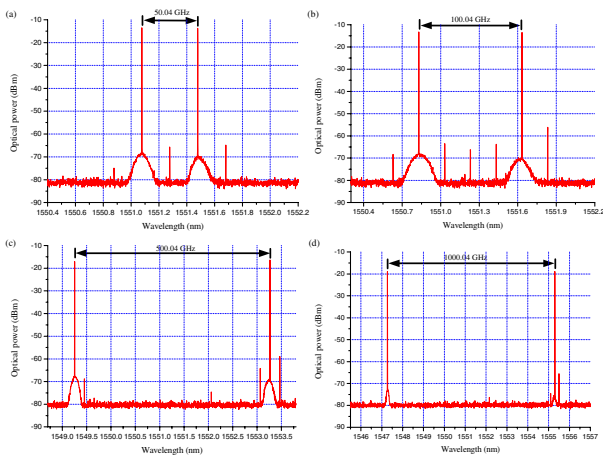 (a)
50.04 GHz
-10
-20
-30
-40
-50
-60
-70
-80
-90
Optical power (dBm)
1550.4 1550.6 1550.8 1551.0 1551.2 1551.4 1551.6 1551.8 1552.0 1552.2
Wavelength (nm)
(b)
100.04 GHz
-10
-20
-30
-40
-50
-60
-70
-80
-90
Optical power (dBm)
1550.4 1550.7 1551.0 1551.3 1551.6 1551.9 1552.2
Wavelength (nm)
(c)
500.04 GHz
-10
-20
-30
-40
-50
-60
-70
-80
-90
Optical power (dBm)
1549.0 1549.5 1550.0 1550.5 1551.0 1551.5 1552.0 1552.5 1553.0 1553.5
Wavelength (nm)
(d)
1000.04 GHz
-10
-20
-30
-40
-50
-60
-70
-80
-90
Optical power (dBm)
1546 1547 1548 1549 1550 1551 1552 1553 1554 1555 1556 1557
Wavelength (nm)